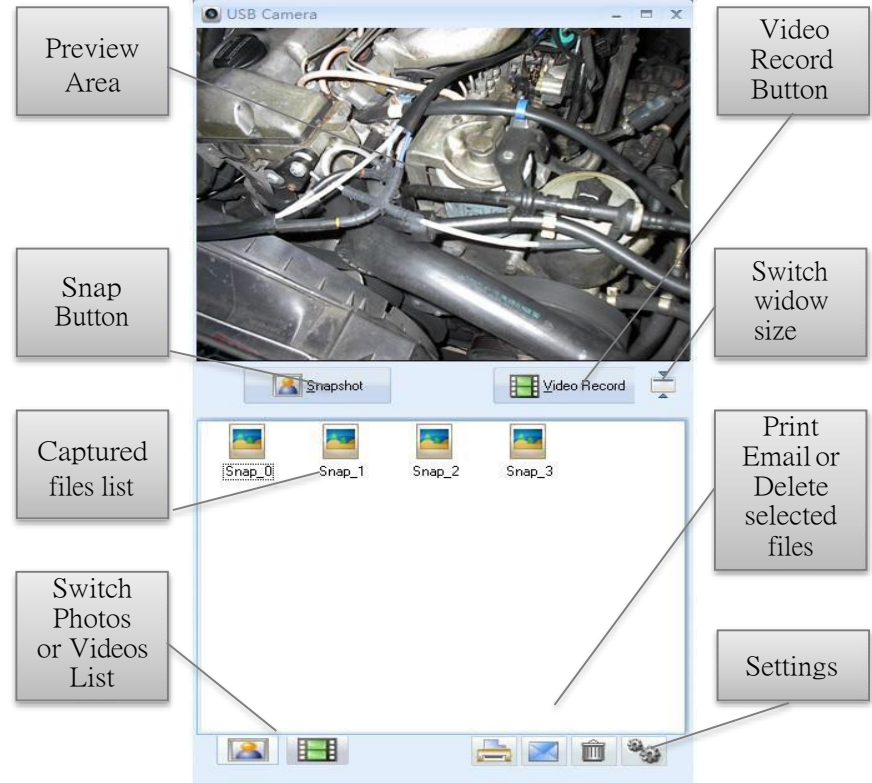 USB Camera
Preview
Area
Video
Record
Button
Snap
Button
Switch
widow
size
Snapshot
Video Record
Captured
files list
Snap_0
Snap_1
Snap_2
Snap_3
Print
Email or
Delete
selected
files
Switch
Photos
or Videos
List
Settings